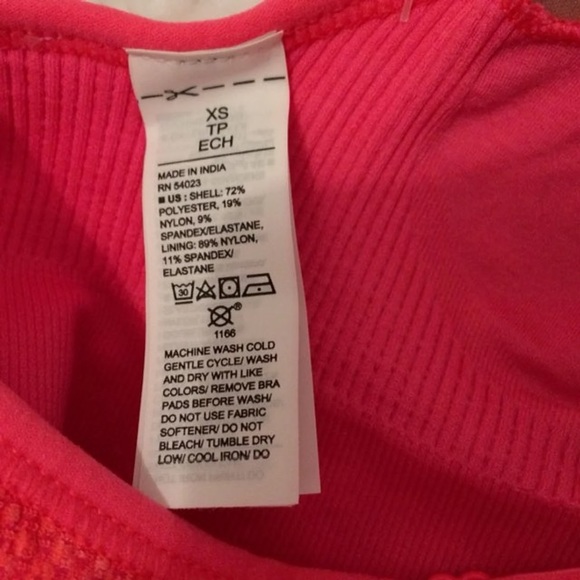 XS
TP
ECH
MADE IN INDIA
RN 54023
■ US : SHELL: 72%
POLYESTER, 19%
NYLON, 9%
SPANDEX/ELASTANE,
LINING: 89% NYLON,
11% SPANDEX/
ELASTANE
30
®
1166
MACHINE WASH COLD
GENTLE CYCLE/ WASH
AND DRY WITH LIKE
COLORS/ REMOVE BRA
PADS BEFORE WASH/
DO NOT USE FABRIC
SOFTENER/ DO NOT
BLEACH/ TUMBLE DRY
LOW/ COOL IRON/ DO